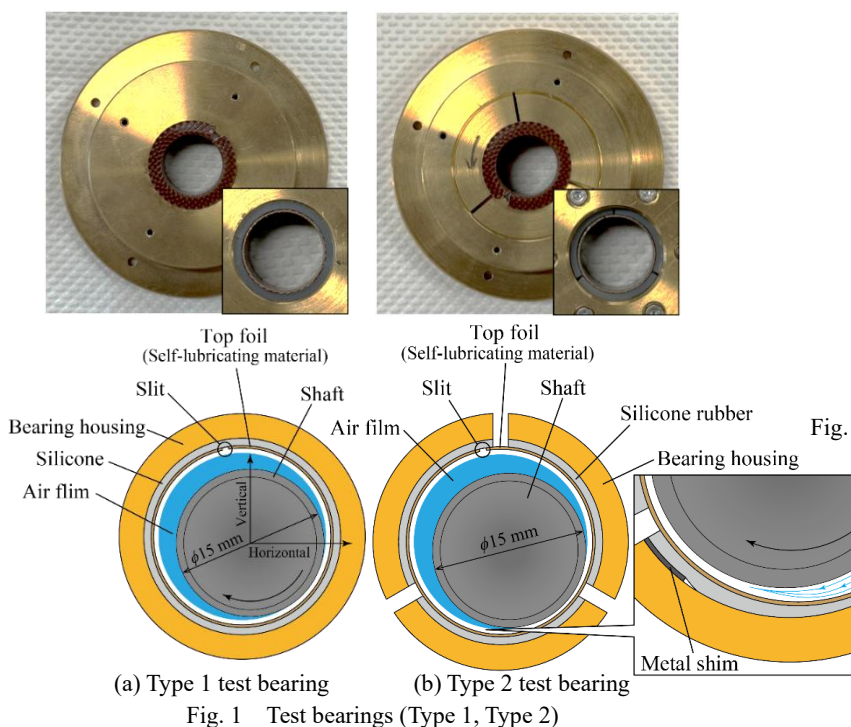 Top foil
(Self-lubricating material)
Slit
Shaft
Bearing housing
Silicone
Air flim
Vertical
ϕ15 mm
Horizontal
(a) Type 1 test bearing
Top foil
(Self-lubricating material)
Slit
Shaft
Air film
Silicone rubber
Fig.
Bearing housing
ϕ15 mm
Metal shim
(b) Type 2 test bearing
Fig. 1 Test bearings (Type 1, Type 2)